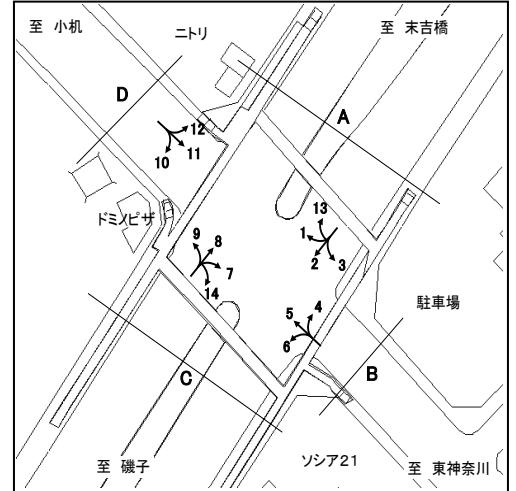 至 小机
ニトリ
至 末吉橋
D
A
12
11
10
ドミノピザ
13
1
2
3
9
8
7
14
5
4
6
駐車場
B
C
至 磯子
ソシア21
至 東神奈川